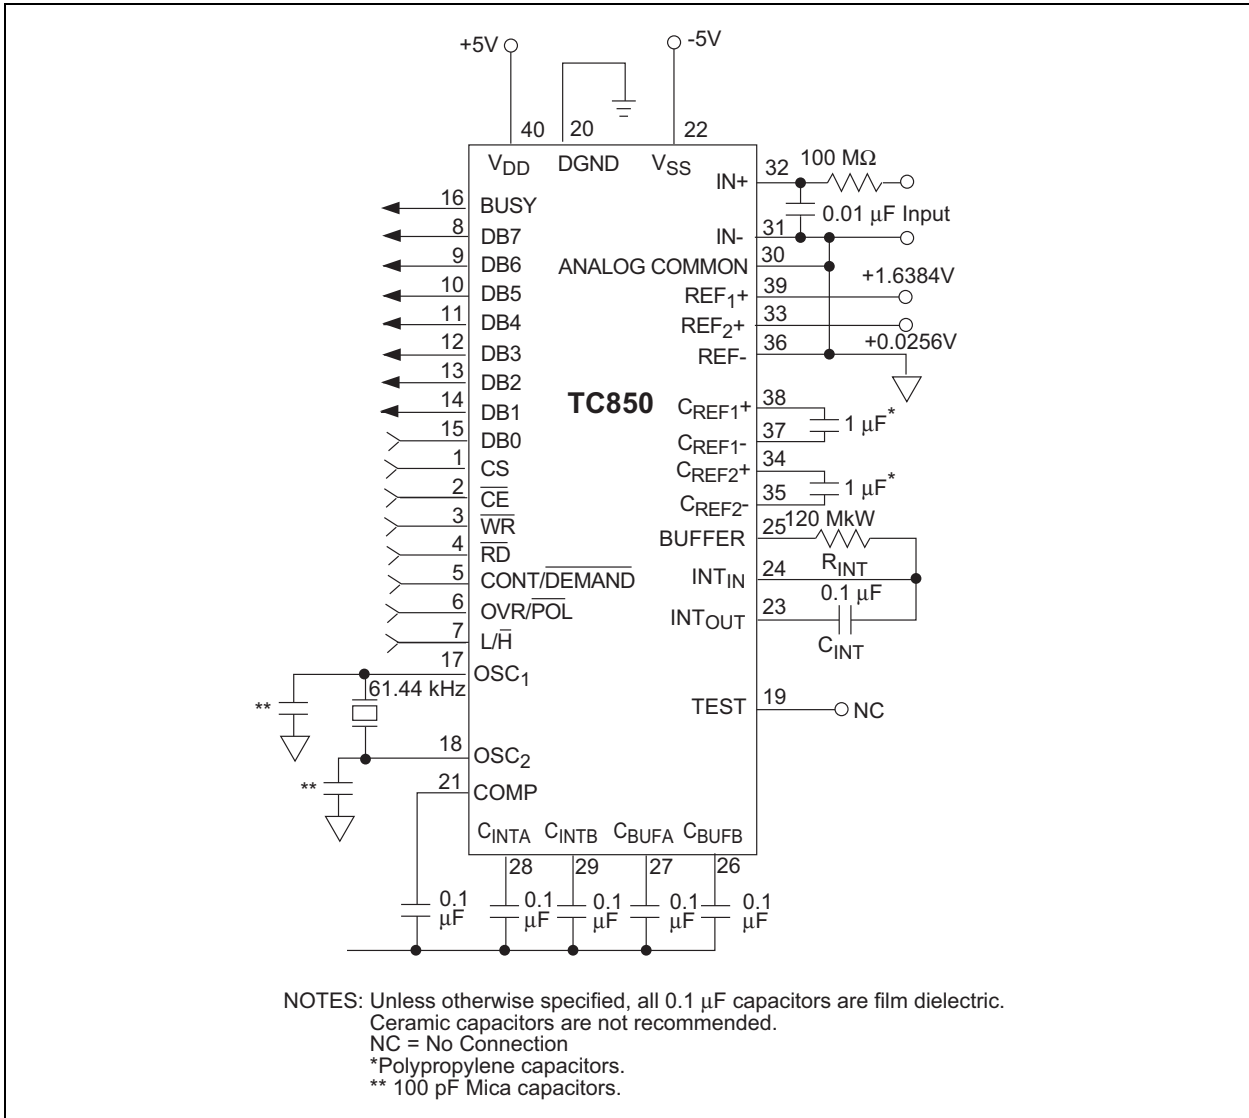 +5V
-5V
40
20
22
V_DD
DGND
V_SS
32
100 MΩ
IN+
16
BUSY
0.01 μF Input
8
DB7
31
IN-
9
DB6
30
ANALOG COMMON
10
DB5
39
+1.6384V
REF1+
11
DB4
33
REF2+
12
DB3
36
+0.0256V
REF-
13
DB2
14
DB1
TC850
38
CREF1+
1 μF*
15
DB0
37
CREF1-
1
CS
34
CREF2+
2
C̅E̅
1 μF*
35
CREF2-
3
W̅R̅
25
120 MkW
BUFFER
4
R̅D̅
RINT
5
CONT/D̅E̅M̅A̅N̅D̅
24
INTIN
0.1 μF
6
OVR/P̅O̅L̅
23
INTOUT
7
L/H̅
CINT
17
OSC1
61.44 kHz
**
TEST
19
NC
18
OSC2
**
21
COMP
CINTA
CINTB
CBUFA
CBUFB
28
29
27
26
0.1 μF
0.1 μF
0.1 μF
0.1 μF
0.1 μF
NOTES: Unless otherwise specified, all 0.1 μF capacitors are film dielectric.
Ceramic capacitors are not recommended.
NC = No Connection
*Polypropylene capacitors.
** 100 pF Mica capacitors.